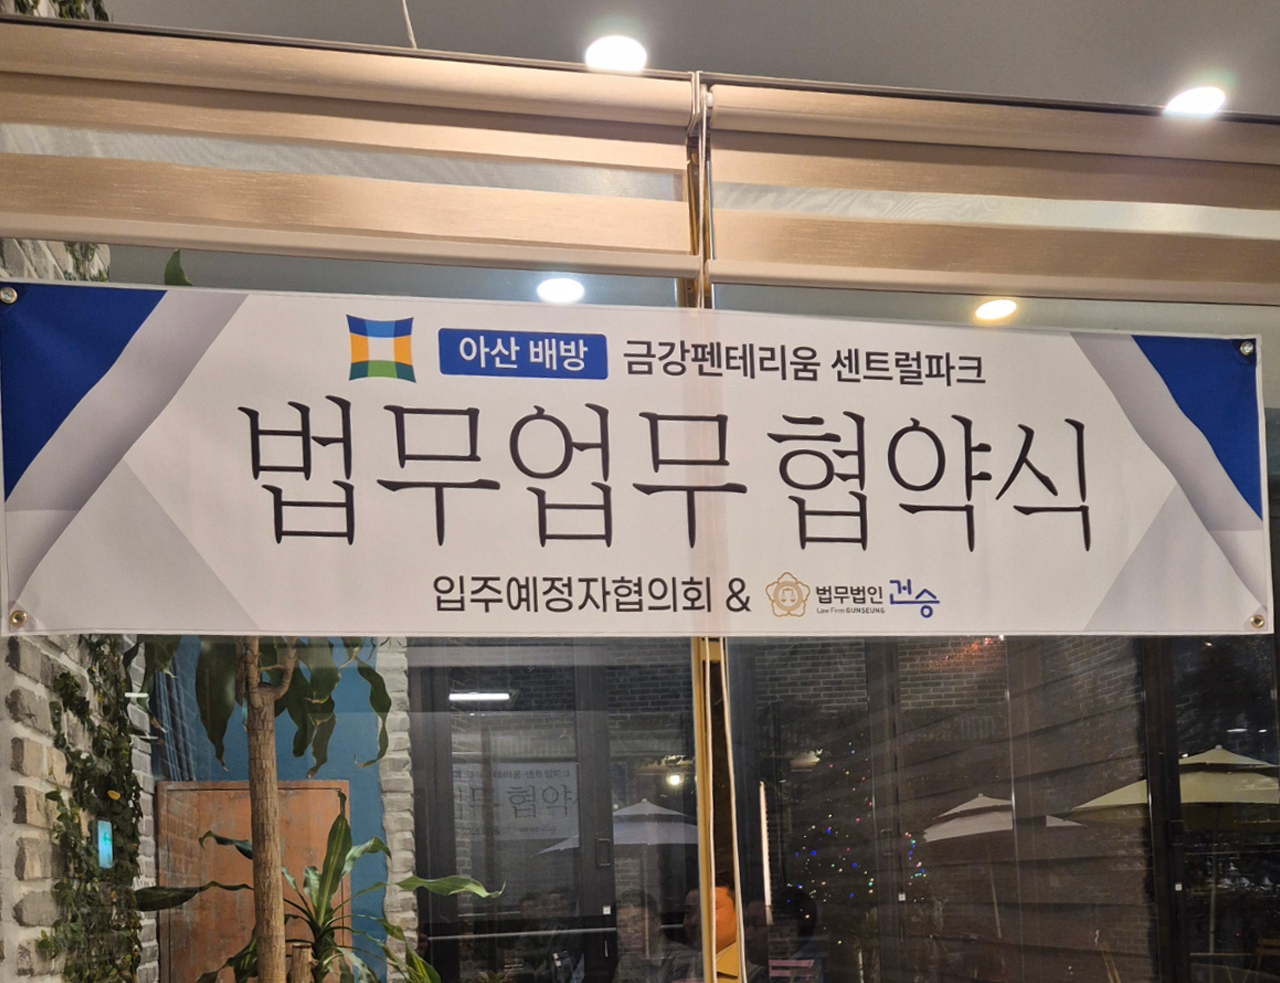 아산 배방 금강펜테리움 센트럴파크
법무업무 협약식
입주예정자협의회 & 법무법인 건승
Law Firm GUNSEUNG